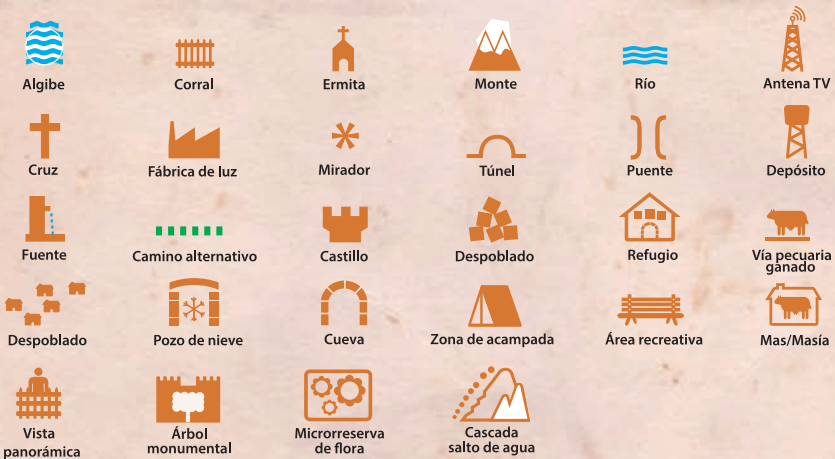 Algibe
Corral
Ermita
Monte
Río
Antena TV
Cruz
Fábrica de luz
Mirador
Túnel
Puente
Depósito
Fuente
Camino alternativo
Castillo
Despoblado
Refugio
Vía pecuaria
ganado
Despoblado
Pozo de nieve
Cueva
Zona de acampada
Área recreativa
Mas/Masía
Vista
panorámica
Árbol
monumental
Microrreserva
de flora
Cascada
salto de agua